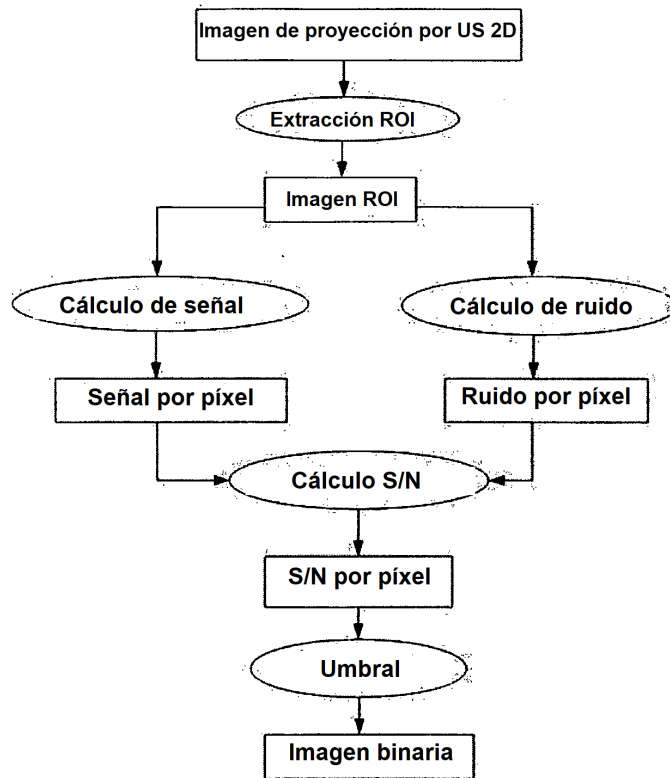 Imagen de proyección por US 2D
Extracción ROI
Imagen ROI
Cálculo de señal
Cálculo de ruido
Señal por píxel
Ruido por píxel
Cálculo S/N
S/N por píxel
Umbral
Imagen binaria